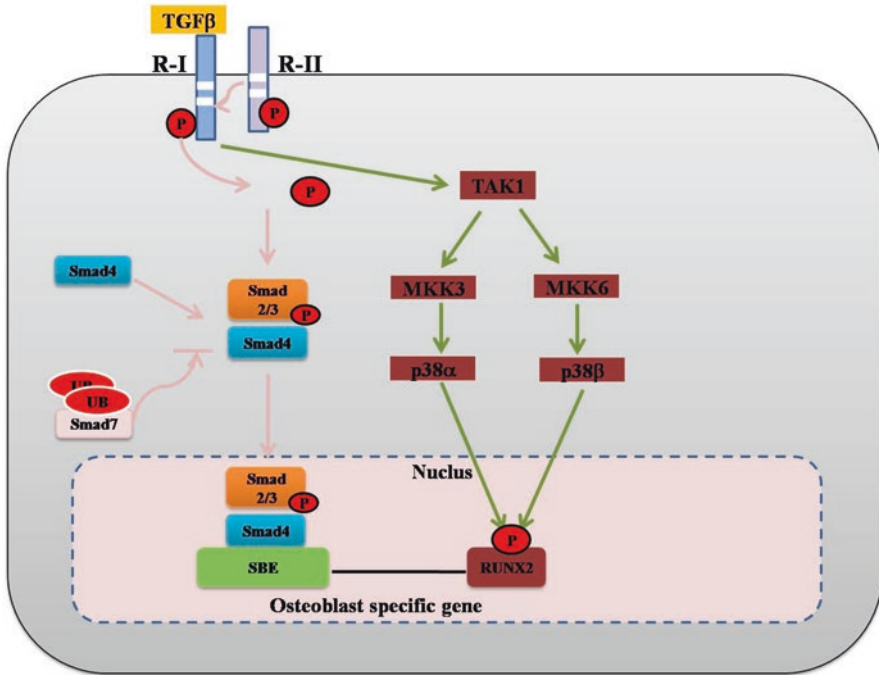 TGFβ
R-I
R-II
P
P
P
TAK1
Smad4
Smad
2/3
P
Smad4
MKK3
MKK6
p38α
p38β
UB
UB
Smad7
Nuclus
Smad
2/3
P
Smad4
SBE
P
RUNX2
Osteoblast specific gene